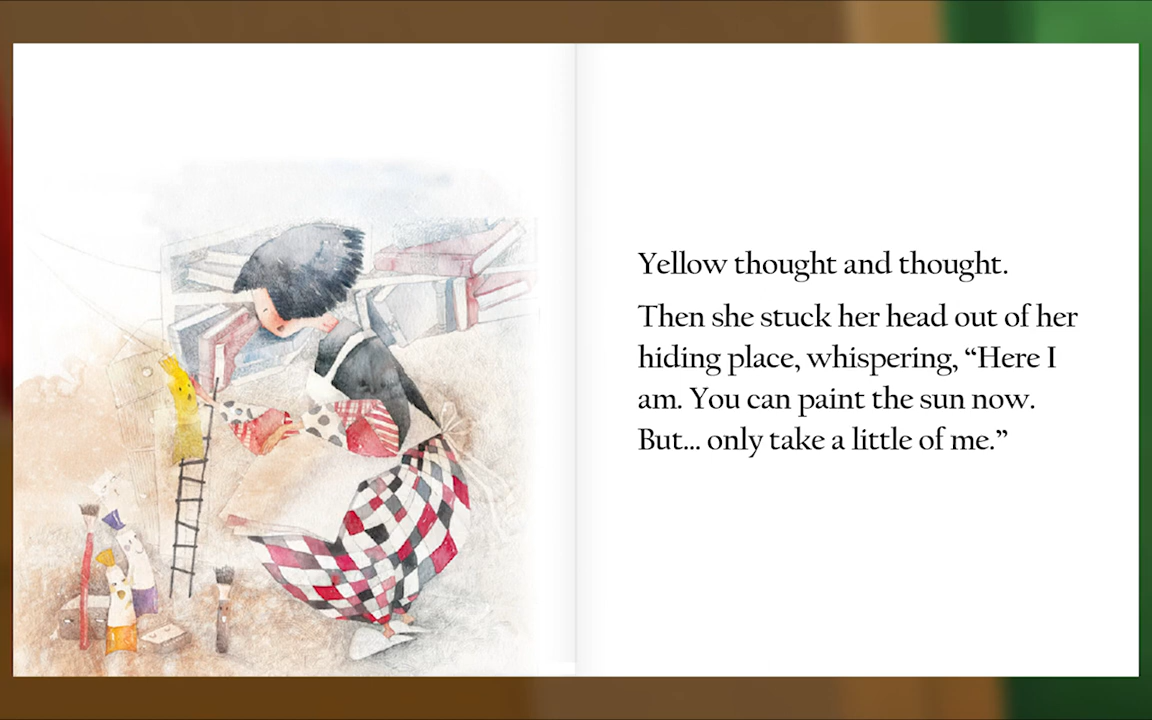 Yellow thought and thought.
Then she stuck her head out of her
hiding place, whispering, “Here I
am. You can paint the sun now.
But... only take a little of me.”